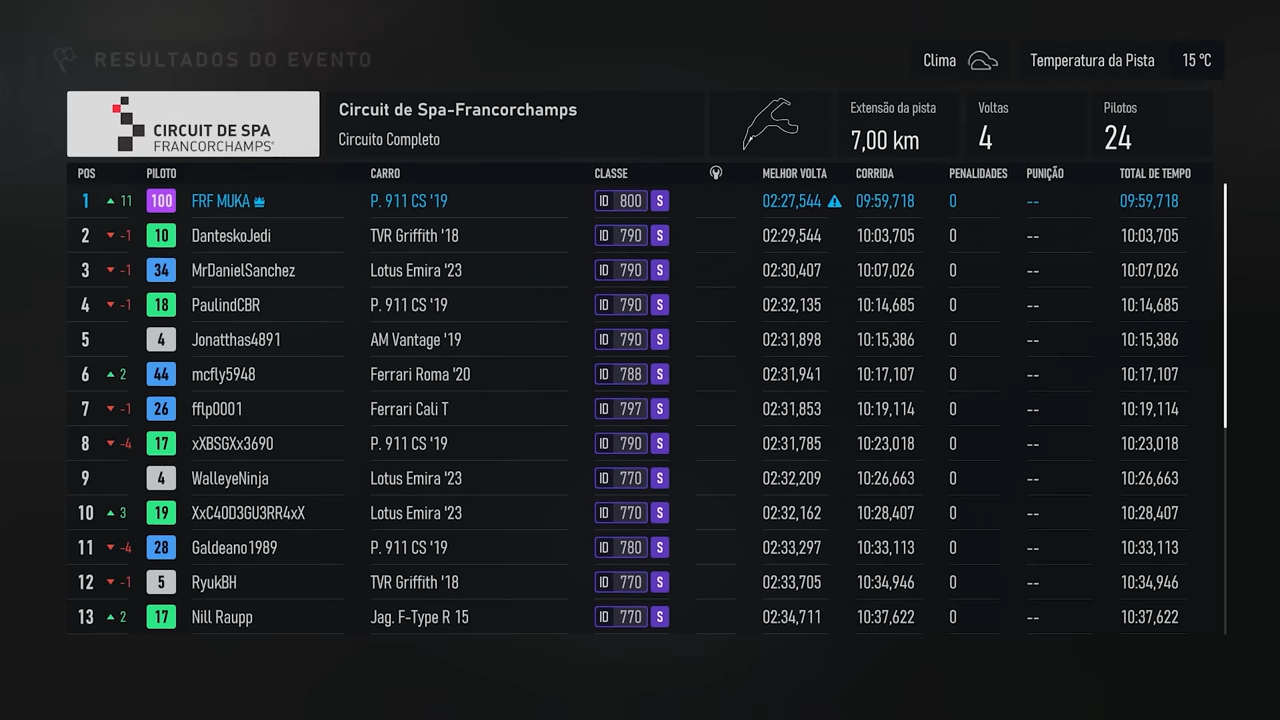 RESULTADOS DO EVENTO
Clima Temperatura da Pista 15 °C
CIRCUIT DE SPA
FRANCORCHAMPS
Circuit de Spa-Francorchamps
Circuito Completo
Extensão da pista
7,00 km
Voltas
4
Pilotos
24
POS PILOTO CARRO CLASSE MELHOR VOLTA CORRIDA PENALIDADES PUNIÇÃO TOTAL DE TEMPO
1 11 100 FRF MUKA P. 911 CS '19 ID 800 S 02:27,544 09:59,718 0 -- 09:59,718
2 -1 10 DanteskoJedi TVR Griffith '18 ID 790 S 02:29,544 10:03,705 0 -- 10:03,705
3 -1 34 MrDanielSanchez Lotus Emira '23 ID 790 S 02:30,407 10:07,026 0 -- 10:07,026
4 -1 18 PaulindCBR P. 911 CS '19 ID 790 S 02:32,135 10:14,685 0 -- 10:14,685
5 4 Jonatthas4891 AM Vantage '19 ID 790 S 02:31,898 10:15,386 0 -- 10:15,386
6 2 44 mcfly5948 Ferrari Roma '20 ID 788 S 02:31,941 10:17,107 0 -- 10:17,107
7 -1 26 fflp0001 Ferrari Cali T ID 797 S 02:31,853 10:19,114 0 -- 10:19,114
8 -4 17 xXBSGXx3690 P. 911 CS '19 ID 790 S 02:31,785 10:23,018 0 -- 10:23,018
9 4 WalleyeNinja Lotus Emira '23 ID 770 S 02:32,209 10:26,663 0 -- 10:26,663
10 3 19 XxC40D3GU3RR4xX Lotus Emira '23 ID 770 S 02:32,162 10:28,407 0 -- 10:28,407
11 -4 28 Galdeano1989 P. 911 CS '19 ID 780 S 02:33,297 10:33,113 0 -- 10:33,113
12 -1 5 RyukBH TVR Griffith '18 ID 770 S 02:33,705 10:34,946 0 -- 10:34,946
13 2 17 Nill Raupp Jag. F-Type R 15 ID 770 S 02:34,711 10:37,622 0 -- 10:37,622